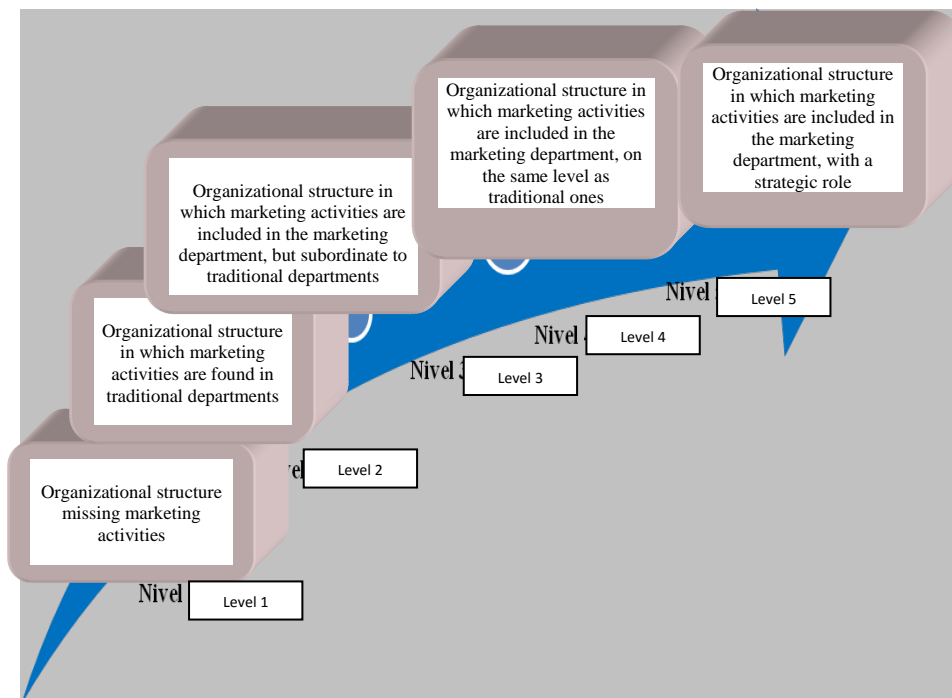 Organizational structure
in which marketing
activities are included in
the marketing
department, with a
strategic role
Organizational structure in
which marketing activities
are included in the
marketing department, on
the same level as
traditional ones
Organizational structure in
which marketing activities are
included in the marketing
department, but subordinate to
traditional departments
Organizational structure
in which marketing
activities are found in
traditional departments
Organizational structure
missing marketing
activities
Nivel Level 5
Nivel Level 4
Nivel 3 Level 3
Level 2
Nivel Level 1